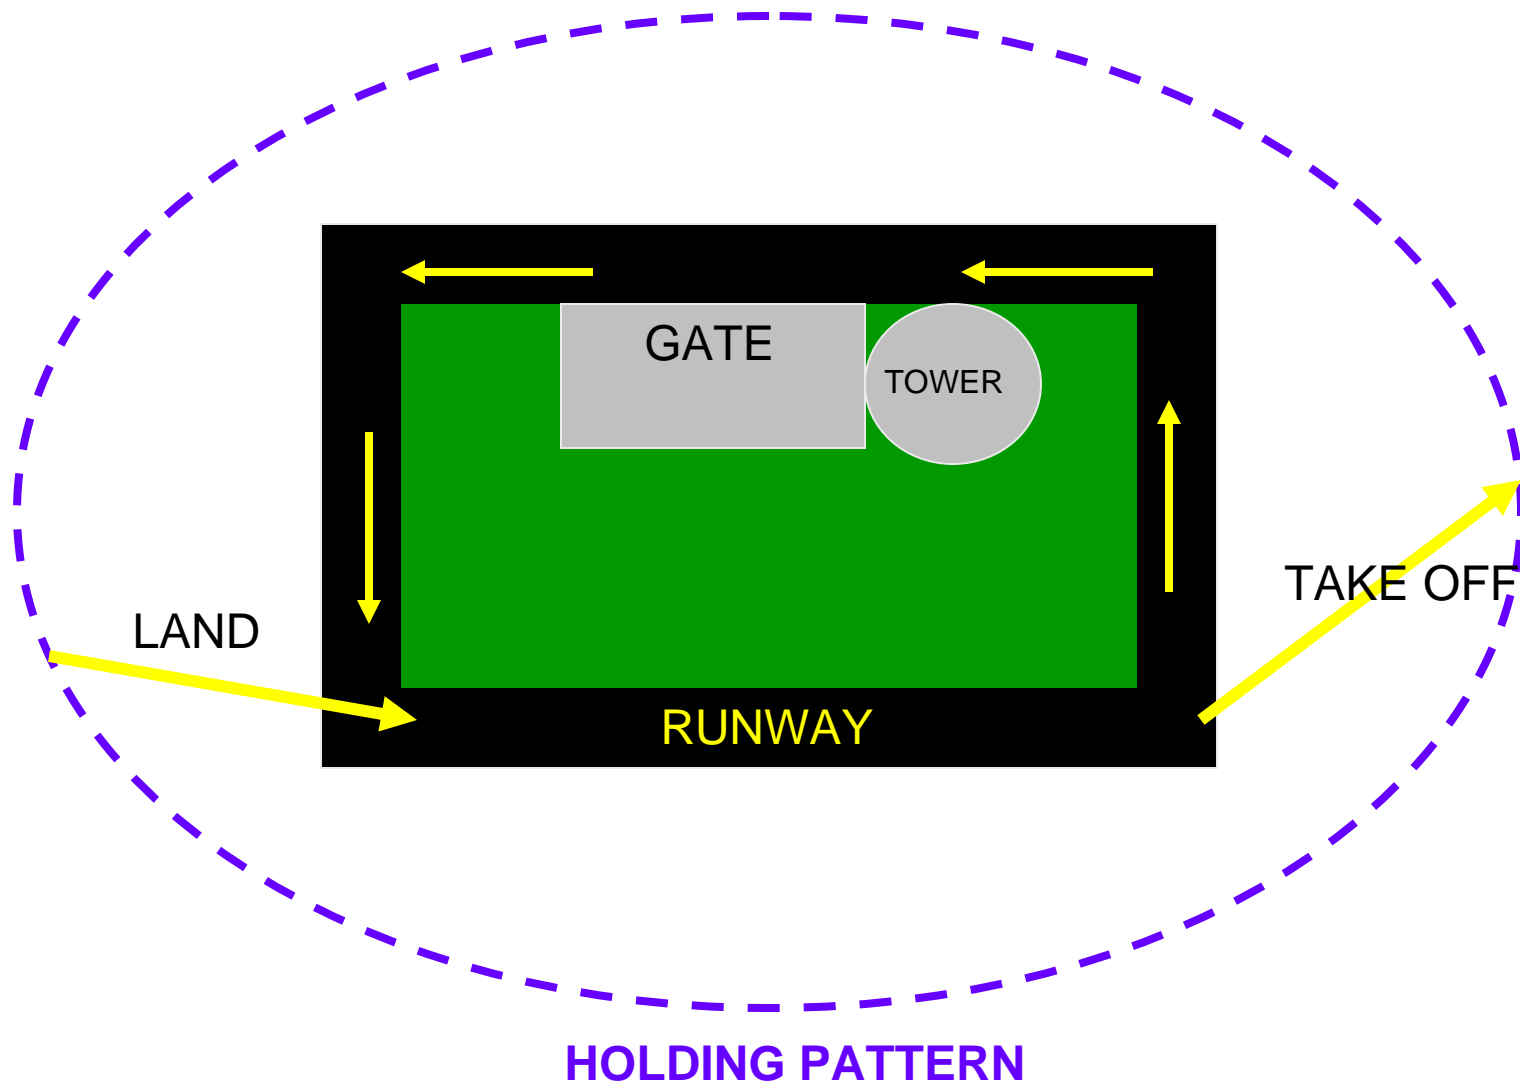 GATE
TOWER
TAKE OFF
LAND
RUNWAY
HOLDING PATTERN